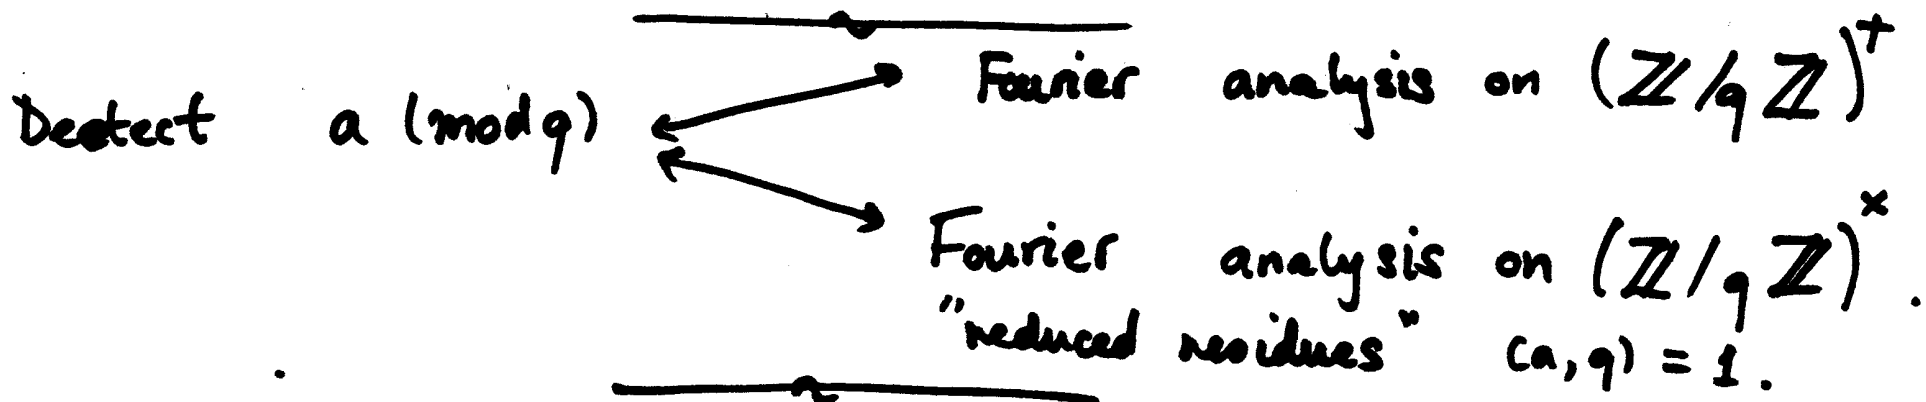 Fourier analysis on (ℤ/qℤ)⁺
Detect a (mod q)
Fourier analysis on (ℤ/qℤ)ˣ.
"reduced residues" (a,q) = 1.